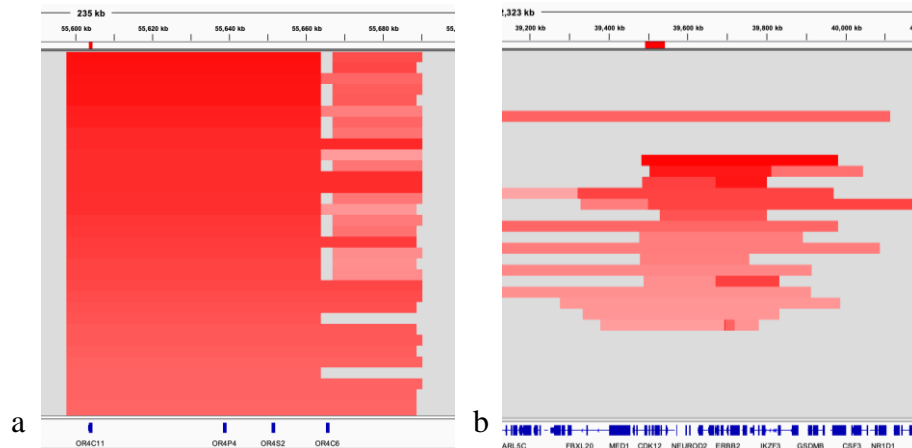 235 kb
55,600 kb 55,620 kb 55,640 kb 55,660 kb 55,680 kb 55,
OR4C11 OR4P4 OR4S2 OR4C6
a
2,323 kb
39,200 kb 39,400 kb 39,600 kb 39,800 kb 40,000 kb
ARL5C FBXL20 MED1 CDK12 NEUROD2 ERBB2 IKZF3 GSDMB CSF3 NR1D1
b